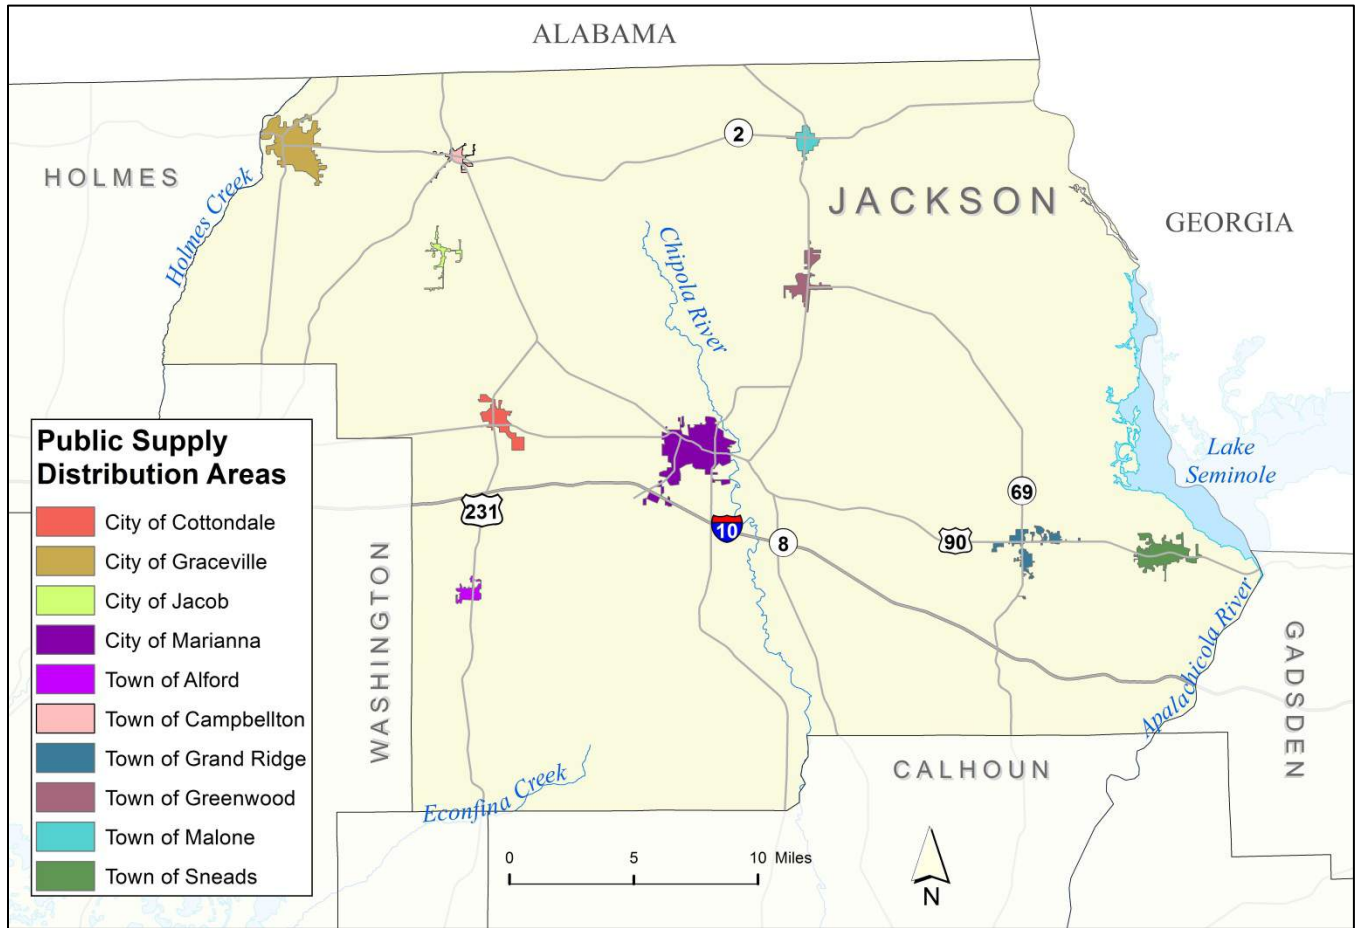 ALABAMA
2
HOLMES
JACKSON
Holmes Creek
GEORGIA
Chipola River
Public Supply
Distribution Areas
City of Cottondale
City of Graceville
City of Jacob
City of Marianna
Town of Alford
Town of Campbellton
Town of Grand Ridge
Town of Greenwood
Town of Malone
Town of Sneads
Lake
Seminole
231
69
10
8
90
WASHINGTON
Apalachicola River
GADSDEN
CALHOUN
Econfina Creek
0 5 10 Miles
N